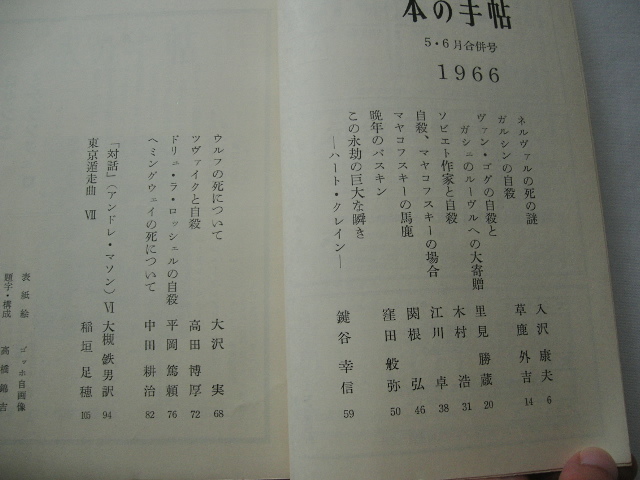 本の手帖
5・6月合併号
1966
ネルヴァルの死の謎 入沢康夫 6
ガルシンの自殺 草鹿外吉 14
ヴァン・ゴグの自殺と
ガシェのルーヴルへの大寄贈 里見勝蔵 20
ソビエト作家と自殺 木村浩 31
自殺、マヤコフスキーの場合 江川卓 38
マヤコフスキーの馬鹿 関根弘 46
晩年のパスキン 窪田般弥 50
この永劫の巨大な瞬き
―ハート・クレイン― 鍵谷幸信 59
ウルフの死について 大沢実 68
ツヴァイクと自殺 高田博厚 72
ドリュ・ラ・ロッシェルの自殺 平岡篤頼 76
ヘミングウェイの死について 中田耕治 82
「対話」(アンドレ・マソン) Ⅵ 大槻鉄男訳 94
東京遁走曲 Ⅶ 稲垣足穂 105
表紙絵 ゴッホ自画像
題字・構成 高橋錦吉